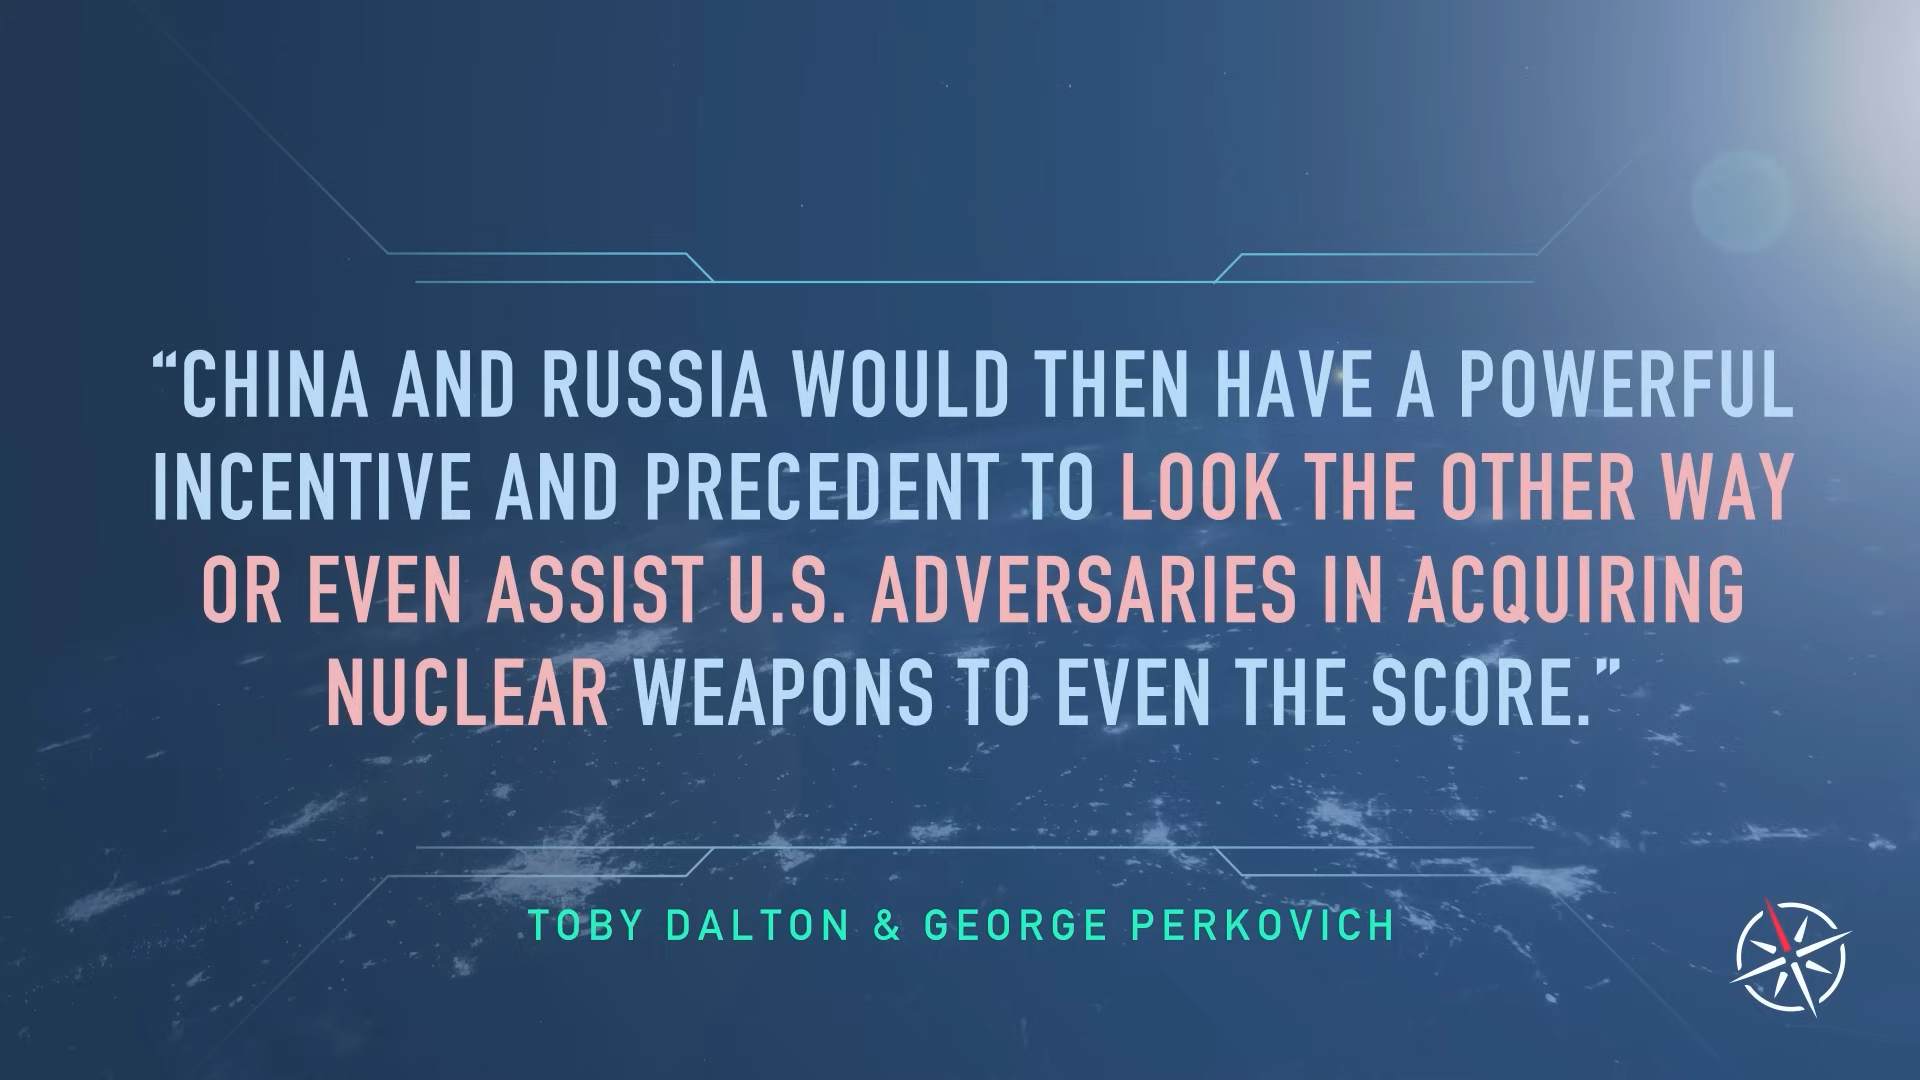 “CHINA AND RUSSIA WOULD THEN HAVE A POWERFUL
INCENTIVE AND PRECEDENT TO LOOK THE OTHER WAY
OR EVEN ASSIST U.S. ADVERSARIES IN ACQUIRING
NUCLEAR WEAPONS TO EVEN THE SCORE.”
TOBY DALTON & GEORGE PERKOVICH